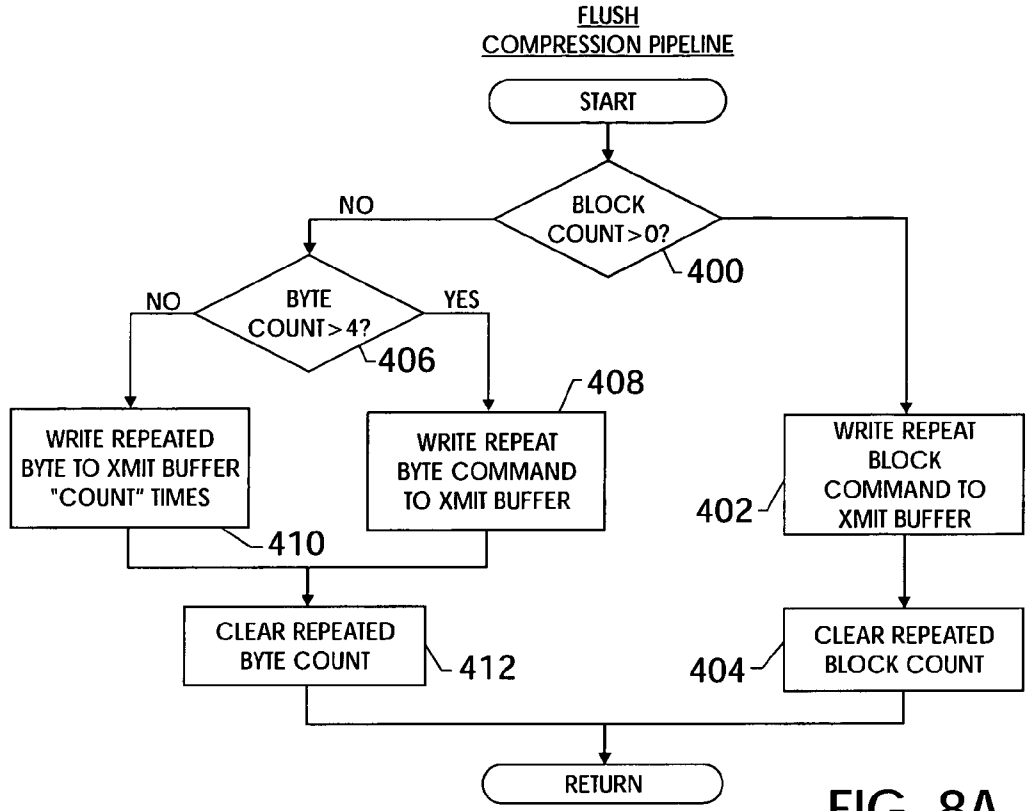 FLUSH
COMPRESSION PIPELINE
START
BLOCK
COUNT>0?
400
NO
BYTE
COUNT>4?
406
NO
YES
408
WRITE REPEATED
BYTE TO XMIT BUFFER
"COUNT" TIMES
410
WRITE REPEAT
BYTE COMMAND
TO XMIT BUFFER
WRITE REPEAT
BLOCK
COMMAND TO
XMIT BUFFER
402
CLEAR REPEATED
BYTE COUNT
412
CLEAR REPEATED
BLOCK COUNT
404
RETURN
FIG. 8A